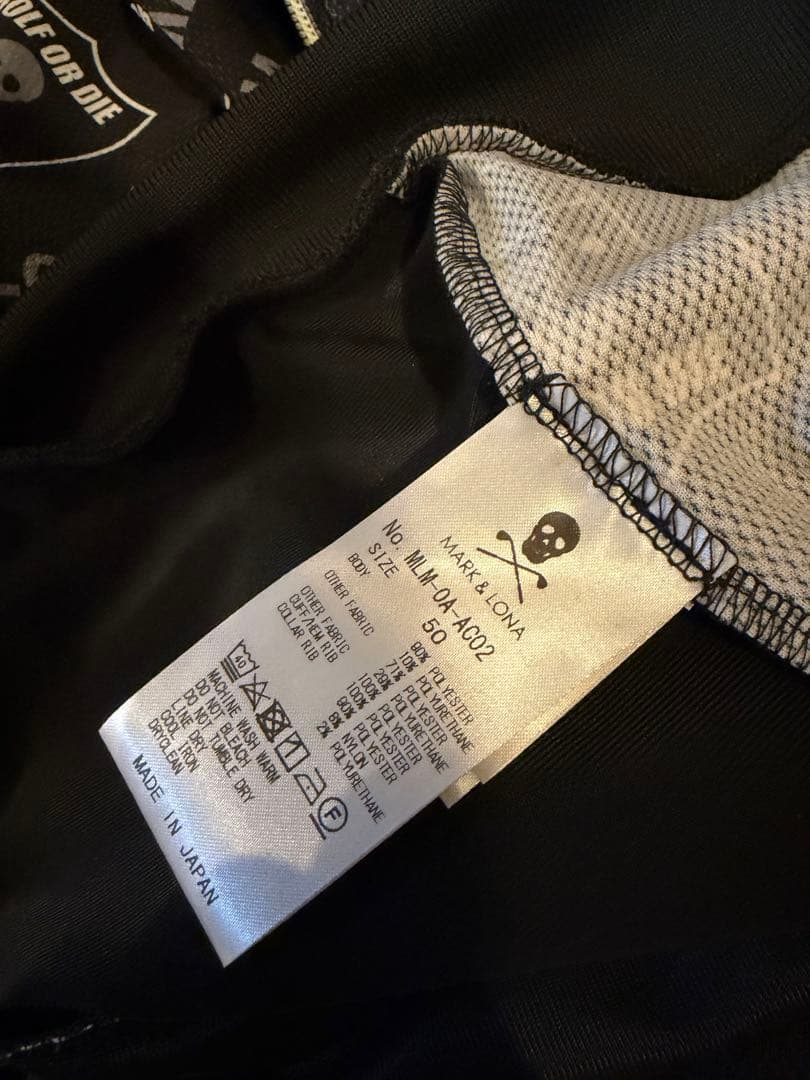 GOLF OR DIE
MARK & LONA
No. MLM-0A-AC02
SIZE 50
BODY 90% POLYESTER
10% POLYURETHANE
OTHER FABRIC 71% POLYESTER
29% POLYURETHANE
OTHER FABRIC 100% POLYESTER
CUFF/HEM RIB 100% POLYESTER
COLLAR RIB 90% POLYESTER
8% NYLON
2% POLYURETHANE
40
F
MACHINE WASH WARM
DO NOT BLEACH
DO NOT TUMBLE DRY
LINE DRY
COOL IRON
DRYCLEAN
MADE IN JAPAN